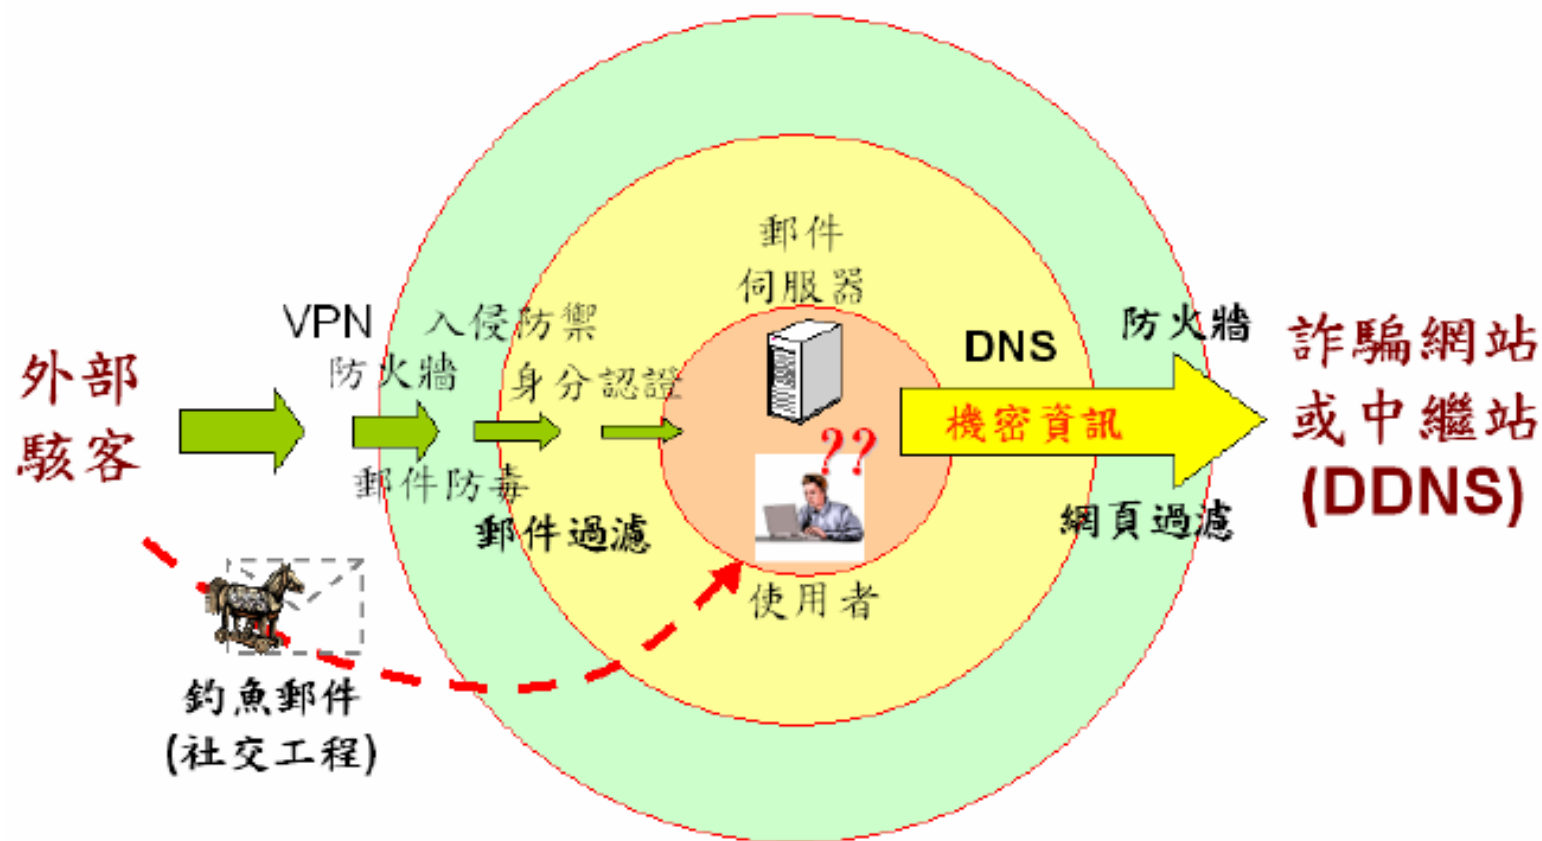 郵件
伺服器
VPN
入侵防禦
防火牆
身分認證
外部
駭客
郵件防毒
郵件過濾
??
使用者
釣魚郵件
(社交工程)
DNS
防火牆
機密資訊
網頁過濾
詐騙網站
或中繼站
(DDNS)